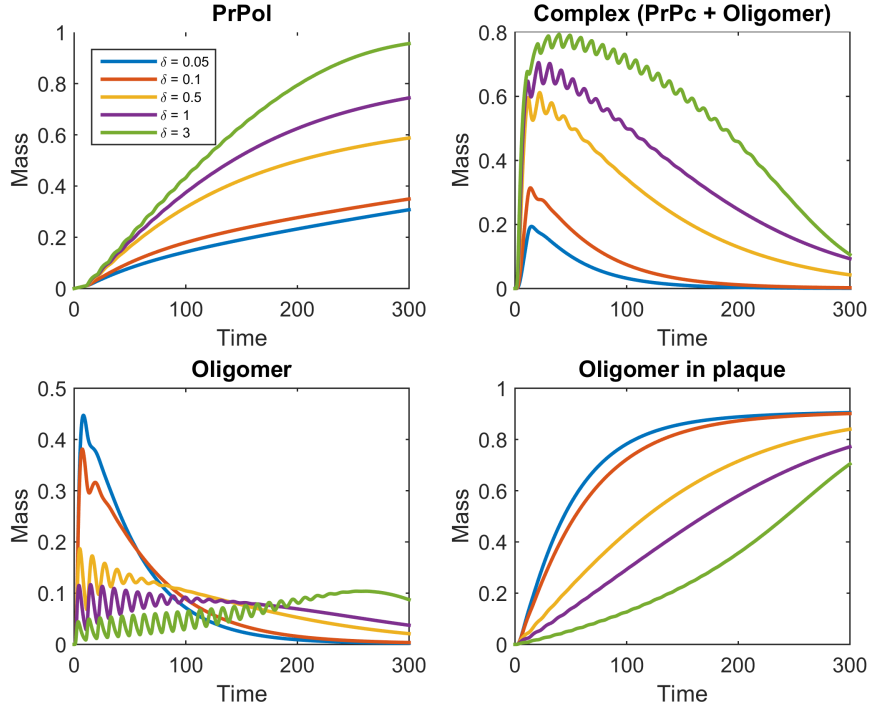 PrPol
Mass
1
0.8
0.6
0.4
0.2
0
δ = 0.05
δ = 0.1
δ = 0.5
δ = 1
δ = 3
0 100 200 300
Time
Complex (PrPc + Oligomer)
Mass
0.8
0.6
0.4
0.2
0
0 100 200 300
Time
Oligomer
Mass
0.5
0.4
0.3
0.2
0.1
0
0 100 200 300
Time
Oligomer in plaque
Mass
1
0.8
0.6
0.4
0.2
0
0 100 200 300
Time